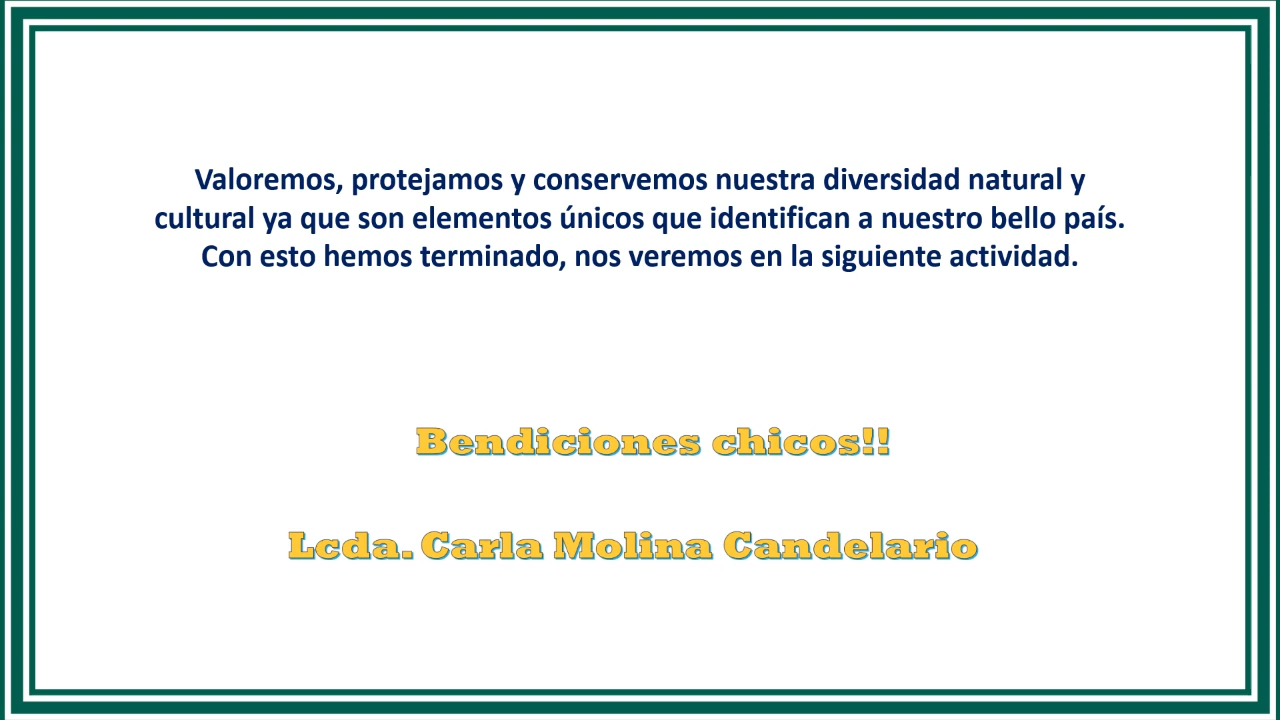 Valoremos, protejamos y conservemos nuestra diversidad natural y
cultural ya que son elementos únicos que identifican a nuestro bello país.
Con esto hemos terminado, nos veremos en la siguiente actividad.
Bendiciones chicos!!
Lcda. Carla Molina Candelario